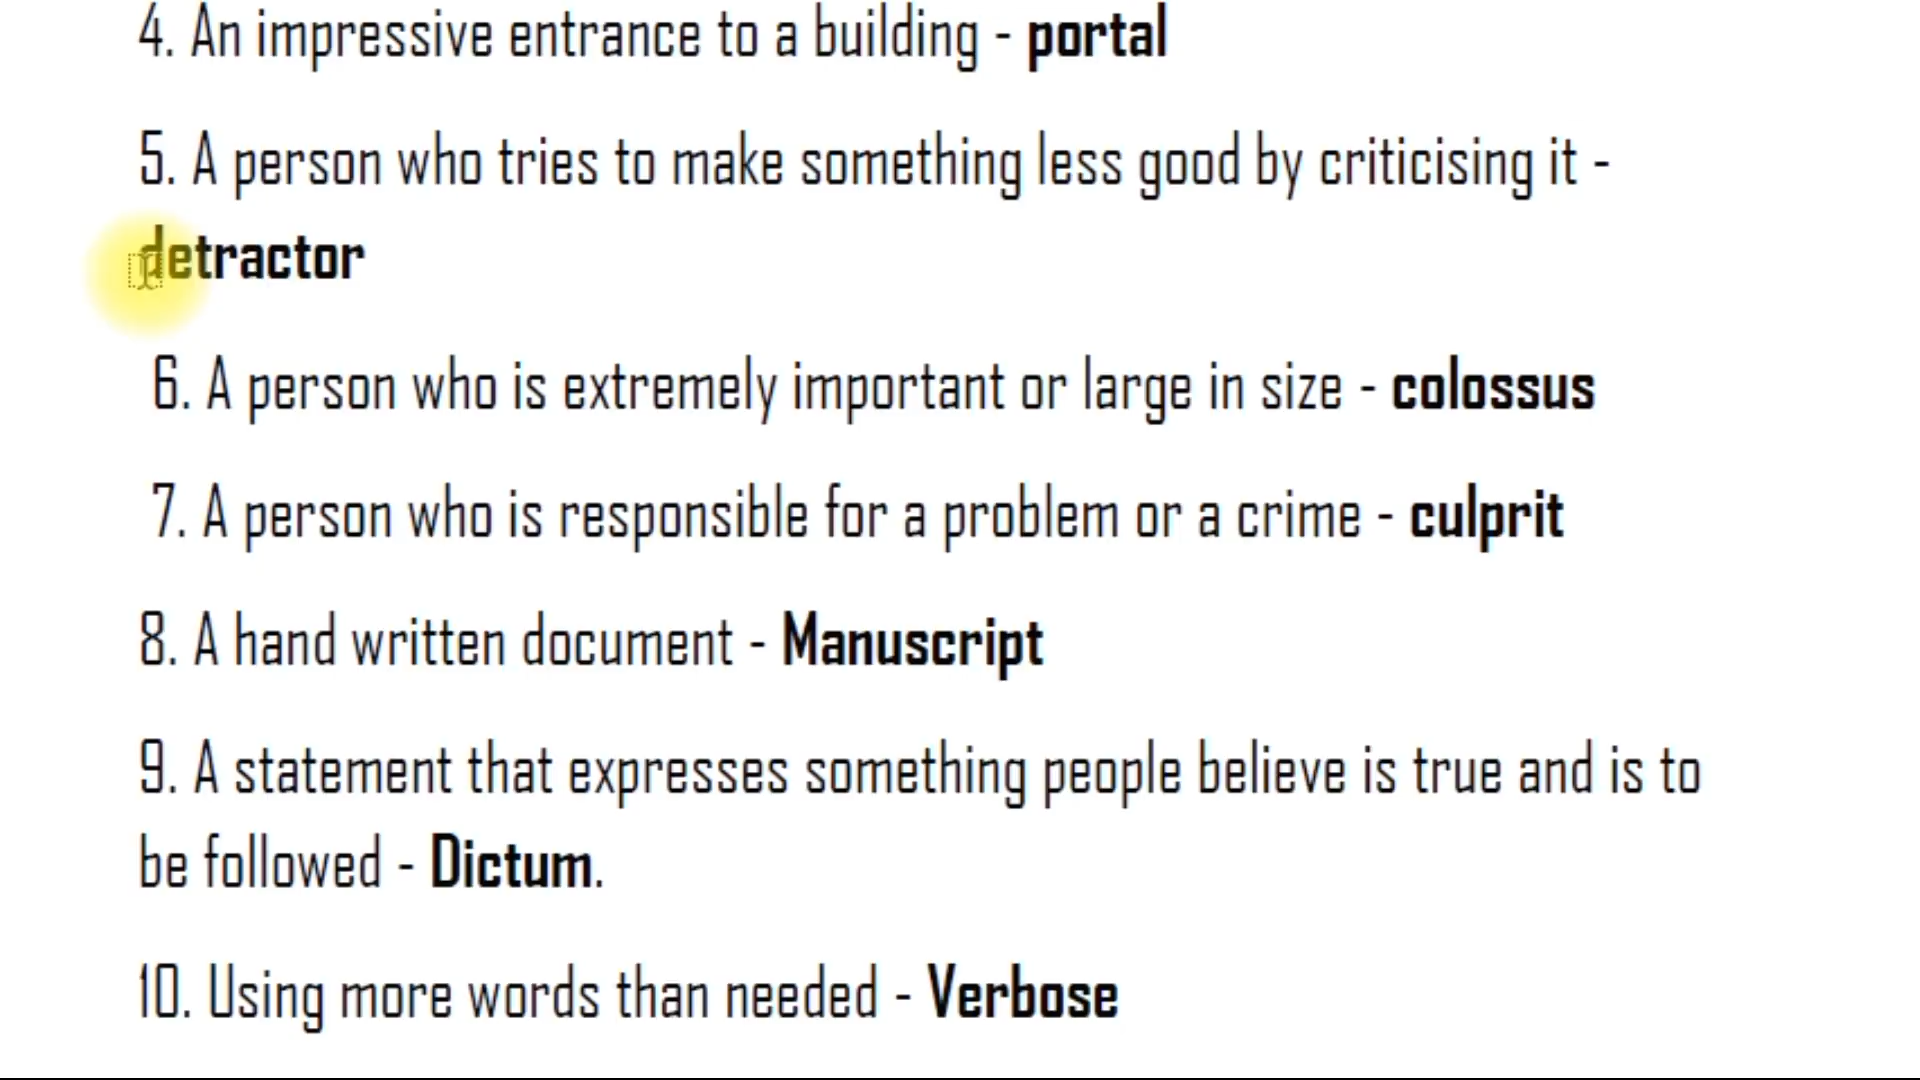 4. An impressive entrance to a building - portal
5. A person who tries to make something less good by criticising it -
detractor
6. A person who is extremely important or large in size - colossus
7. A person who is responsible for a problem or a crime - culprit
8. A hand written document - Manuscript
9. A statement that expresses something people believe is true and is to
be followed - Dictum.
10. Using more words than needed - Verbose